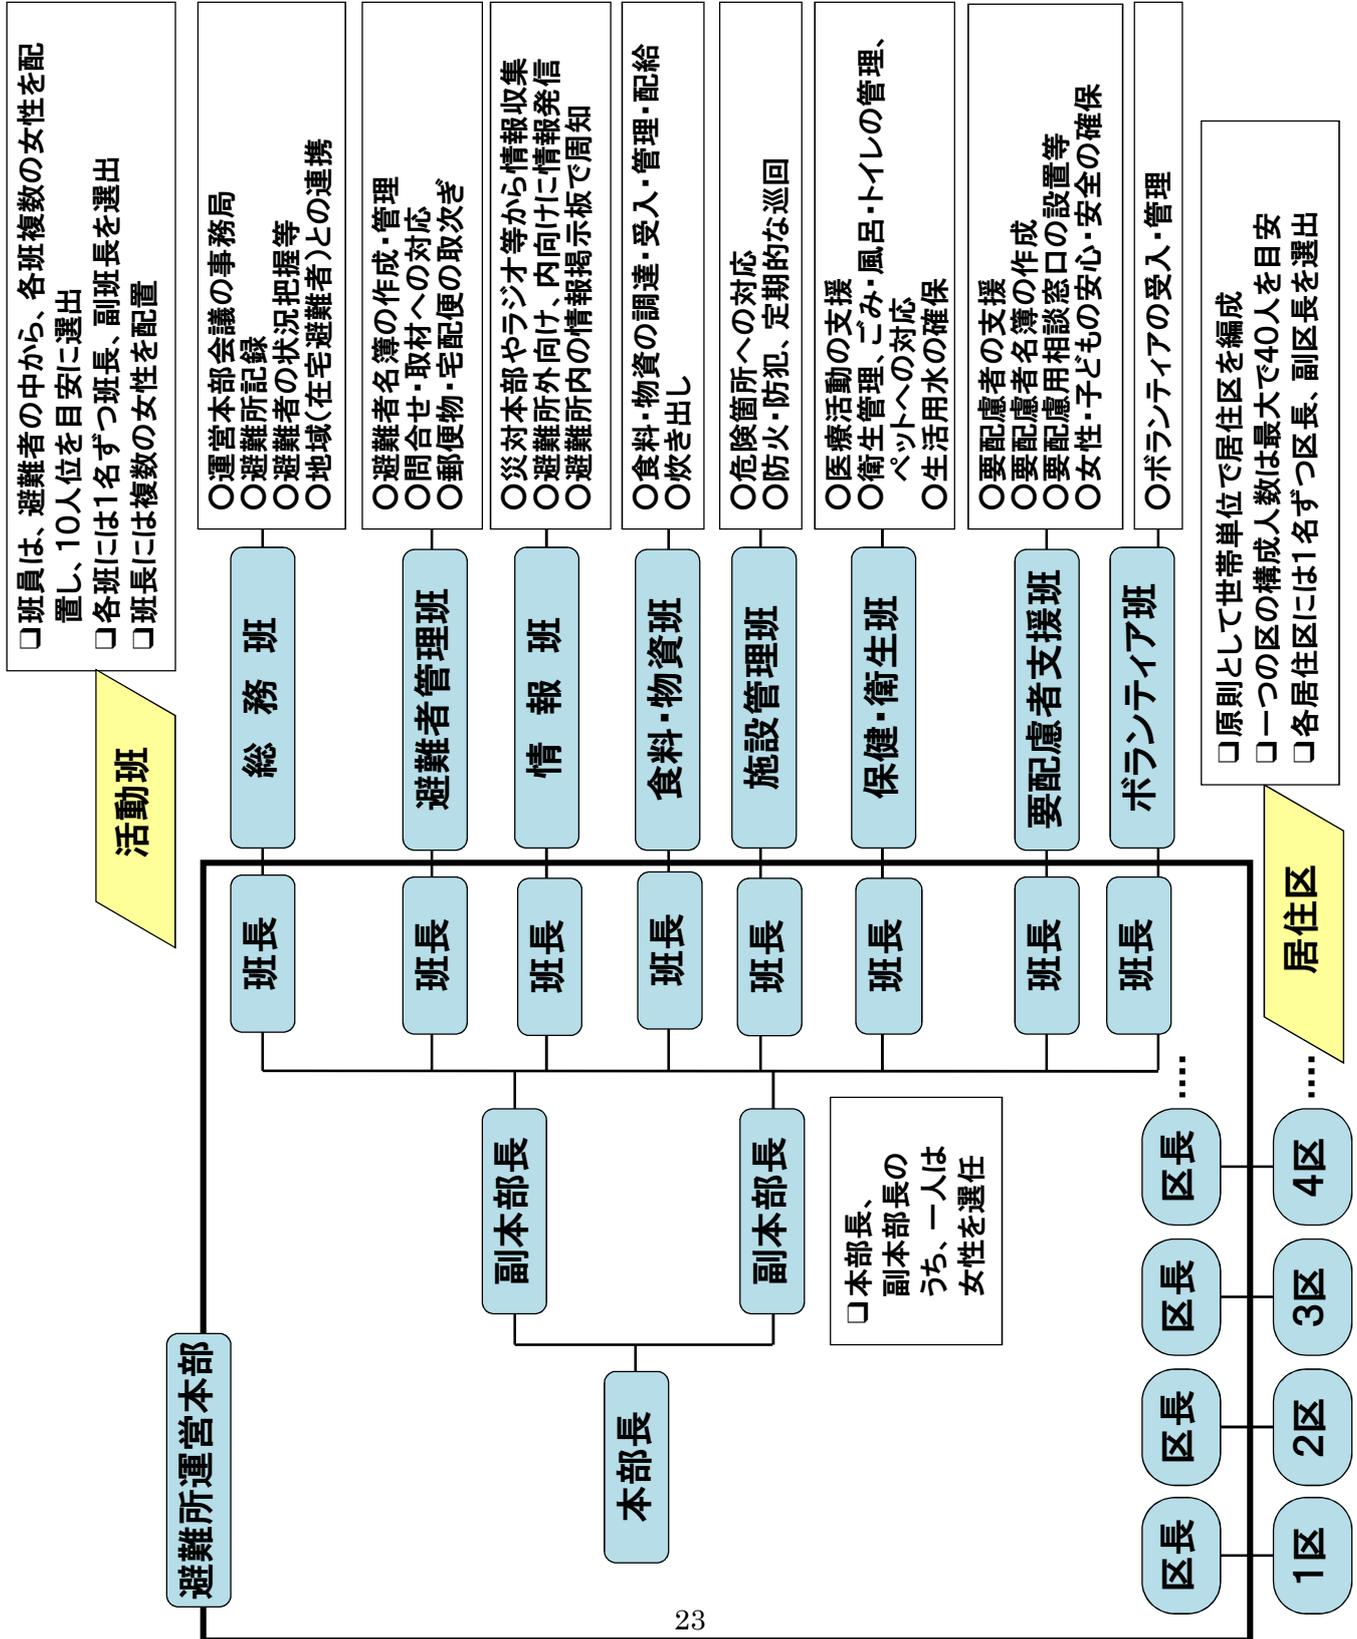 避難所運営本部
本部長
副本部長
副本部長
❑本部長、
副本部長の
うち、一人は
女性を選任
活動班
❑班員は、避難者の中から、各班複数の女性を配
置し、10人位を目安に選出
❑各班には1名ずつ班長、副班長を選出
❑班長には複数の女性を配置
班長
総務班
○運営本部会議の事務局
○避難所記録
○避難者の状況把握等
○地域(在宅避難者)との連携
班長
避難者管理班
○避難者名簿の作成・管理
○問合せ・取材への対応
○郵便物・宅配便の取次ぎ
班長
情報班
○災対本部やラジオ等から情報収集
○避難所外向け、内向けに情報発信
○避難所内の情報掲示板で周知
班長
食料・物資班
○食料・物資の調達・受入・管理・配給
○炊き出し
班長
施設管理班
○危険箇所への対応
○防火・防犯、定期的な巡回
班長
保健・衛生班
○医療活動の支援
○衛生管理、ごみ・風呂・トイレの管理、
ペットへの対応
○生活用水の確保
班長
要配慮者支援班
○要配慮者の支援
○要配慮者名簿の作成
○要配慮用相談窓口の設置等
○女性・子どもの安心・安全の確保
班長
ボランティア班
○ボランティアの受入・管理
区長
区長
区長
区長
‥‥
1区
2区
3区
4区
‥‥
居住区
❑原則として世帯単位で居住区を編成
❑一つの区の構成人数は最大で40人を目安
❑各居住区には1名ずつ区長、副区長を選出
23